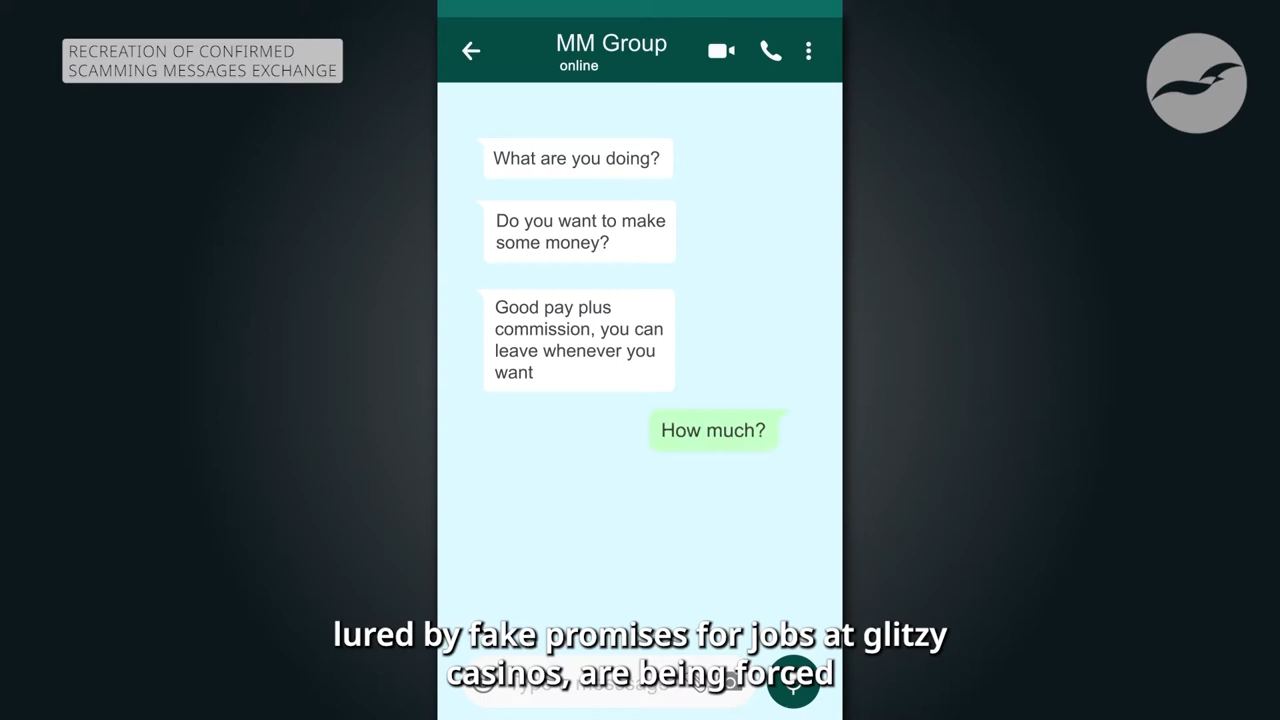 RECREATION OF CONFIRMED
SCAMMING MESSAGES EXCHANGE
MM Group
online
What are you doing?
Do you want to make
some money?
Good pay plus
commission, you can
leave whenever you
want
How much?
lured by fake promises for jobs at glitzy
casinos, are being forced